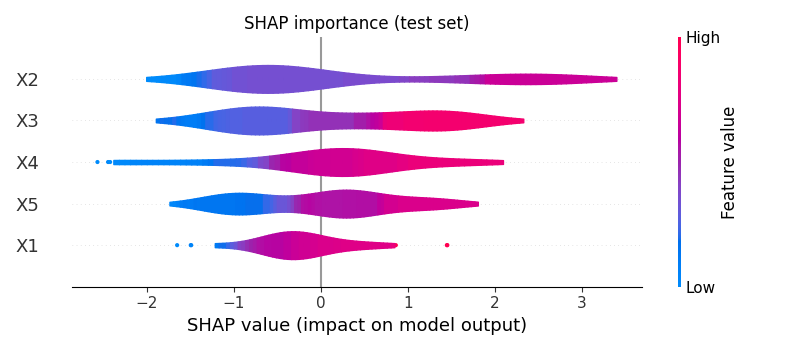 SHAP importance (test set)
High
X2
X3
X4
X5
X1
Feature value
Low
−2 −1 0 1 2 3
SHAP value (impact on model output)